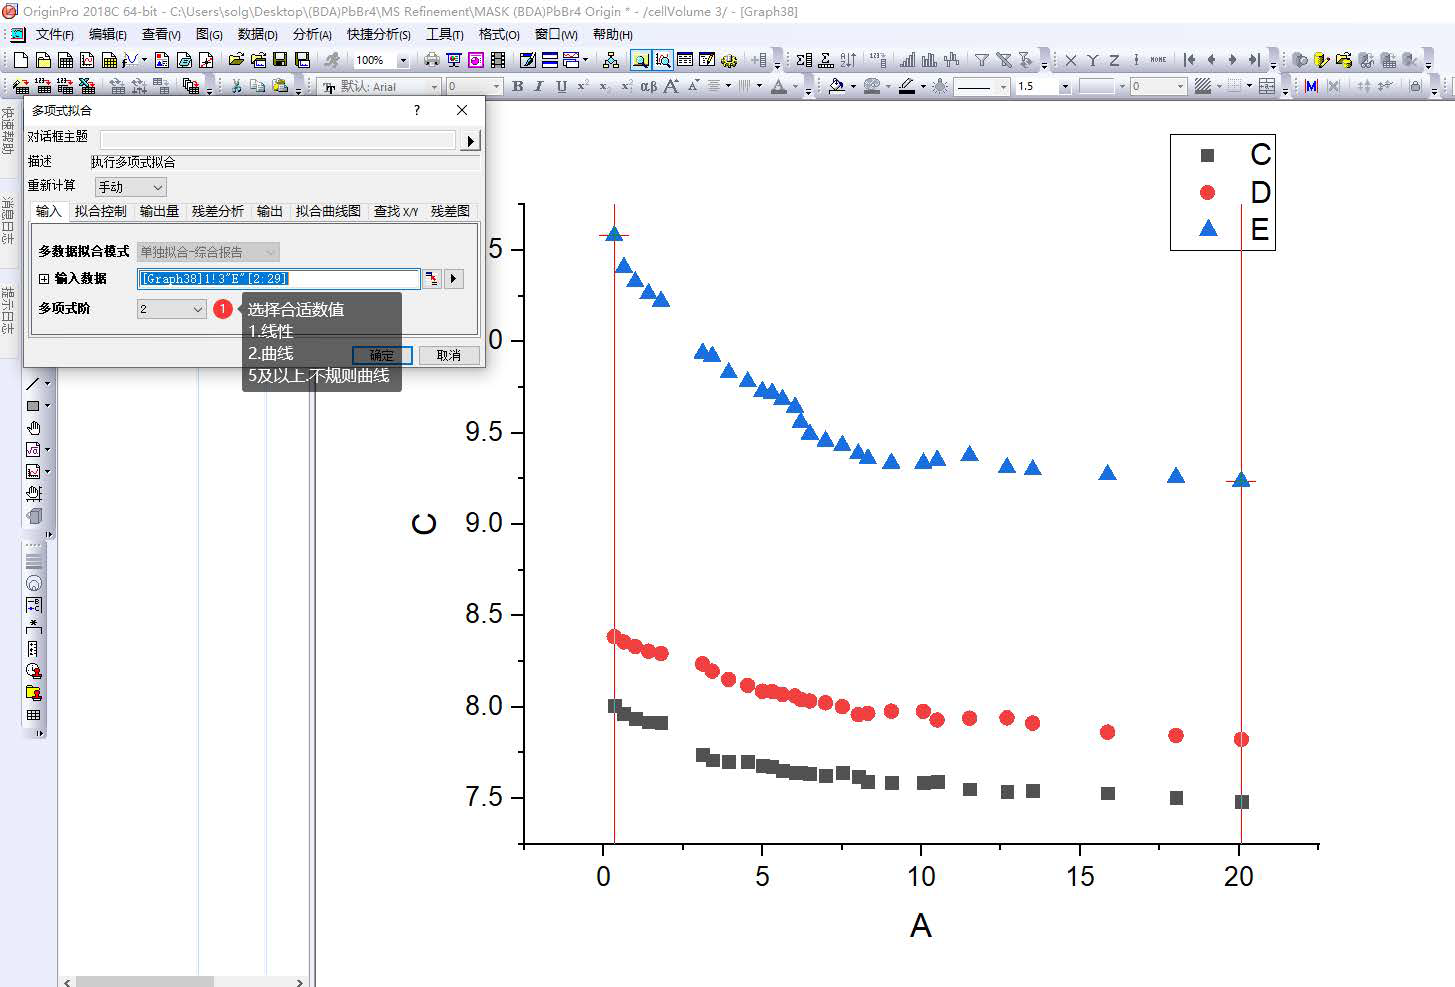 OriginPro 2018C 64-bit - C:\Users\solg\Desktop\(BDA)PbBr4\MS Refinement\MASK (BDA)PbBr4 Origin * - /cellVolume 3/ - [Graph38]
文件(F) 编辑(E) 查看(V) 图(G) 数据(D) 分析(A) 快捷分析(S) 工具(T) 格式(O) 窗口(W) 帮助(H)
100%
默认: Arial 0 B I U αβ A A 1.5 0
X Y Z NONE
M
快速帮助
消息日志
提示日志
多项式拟合 ? ×
对话框主题
描述 执行多项式拟合
重新计算 手动
输入 拟合控制 输出量 残差分析 输出 拟合曲线图 查找 X/Y 残差图
多数据拟合模式 单独拟合-综合报告
输入数据 [Graph38]1!3"E"[2:29]
多项式阶 2
1 选择合适数值
1.线性
2.曲线
5及以上.不规则曲线
确定 取消
C
D
E
5
0
9.5
9.0
8.5
8.0
7.5
C
0 5 10 15 20
A